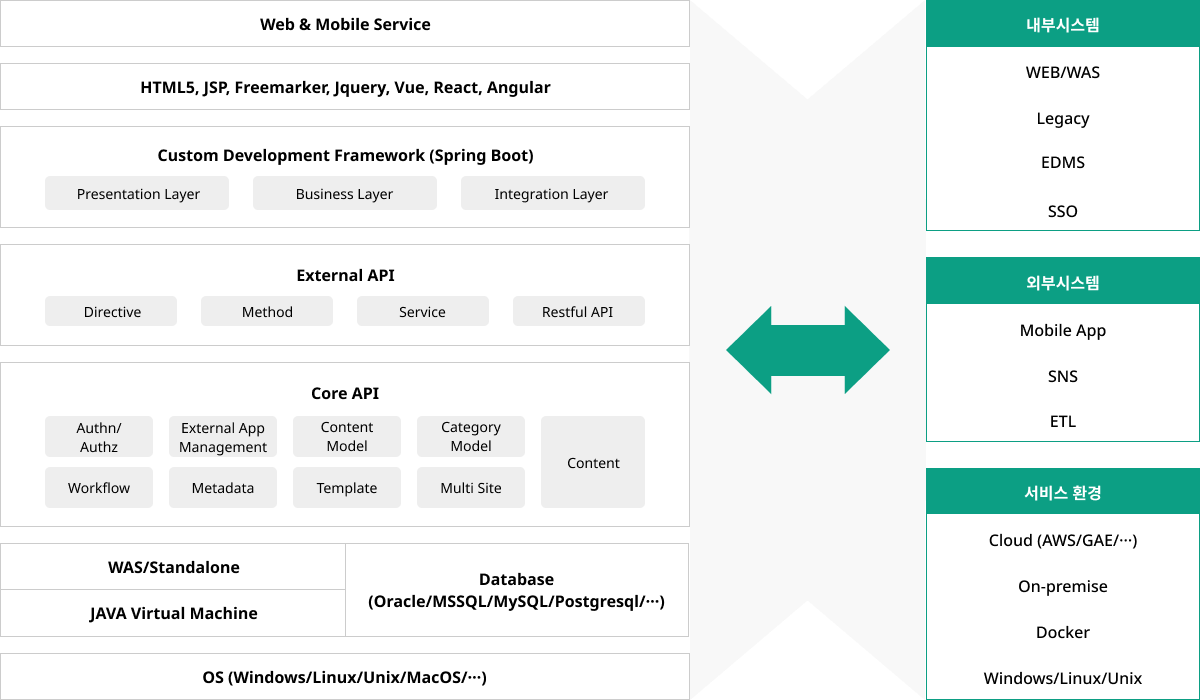 Web & Mobile Service
HTML5, JSP, Freemarker, Jquery, Vue, React, Angular
Custom Development Framework (Spring Boot)
Presentation Layer
Business Layer
Integration Layer
External API
Directive
Method
Service
Restful API
Core API
Authn/
Authz
External App
Management
Content
Model
Category
Model
Content
Workflow
Metadata
Template
Multi Site
WAS/Standalone
JAVA Virtual Machine
Database
(Oracle/MSSQL/MySQL/Postgresql/···)
OS (Windows/Linux/Unix/MacOS/···)
내부시스템
WEB/WAS
Legacy
EDMS
SSO
외부시스템
Mobile App
SNS
ETL
서비스 환경
Cloud (AWS/GAE/···)
On-premise
Docker
Windows/Linux/Unix